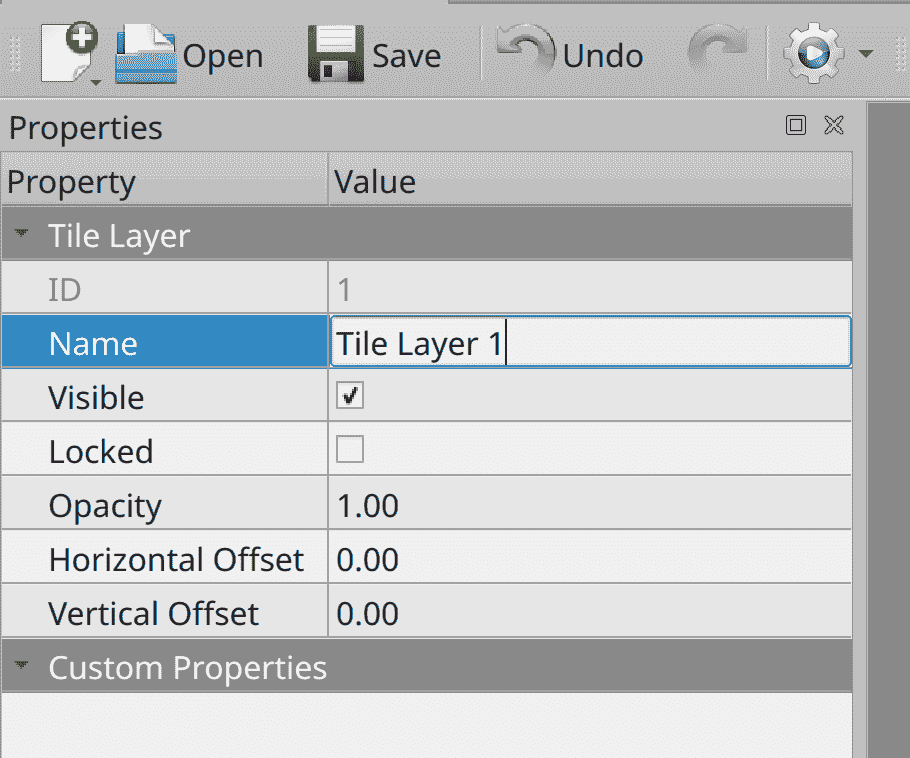 Open Save Undo
Properties
Property Value
Tile Layer
ID 1
Name Tile Layer 1
Visible
Locked
Opacity 1.00
Horizontal Offset 0.00
Vertical Offset 0.00
Custom Properties